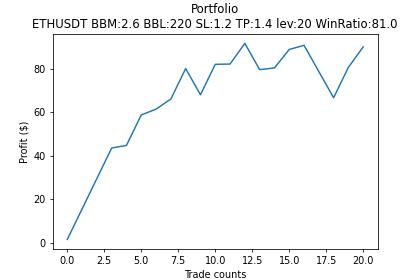 Portfolio
ETHUSDT BBM:2.6 BBL:220 SL:1.2 TP:1.4 lev:20 WinRatio:81.0
80
60
40
20
0
Profit ($)
0.0 2.5 5.0 7.5 10.0 12.5 15.0 17.5 20.0
Trade counts